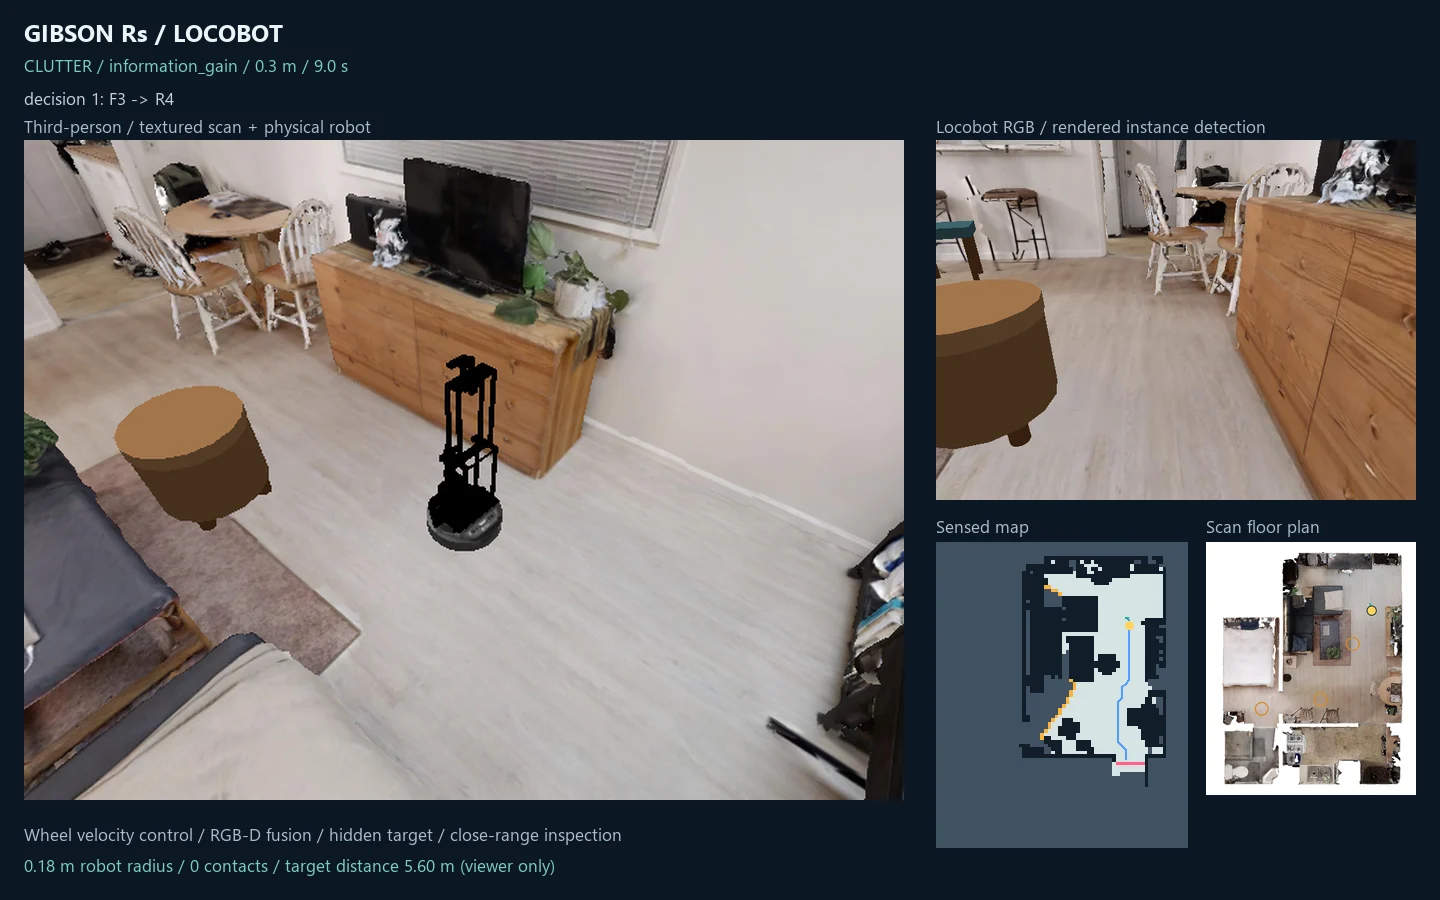 GIBSON Rs / LOCOBOT
CLUTTER / information_gain / 0.3 m / 9.0 s
decision 1: F3 -> R4
Third-person / textured scan + physical robot
Locobot RGB / rendered instance detection
Sensed map
Scan floor plan
Wheel velocity control / RGB-D fusion / hidden target / close-range inspection
0.18 m robot radius / 0 contacts / target distance 5.60 m (viewer only)